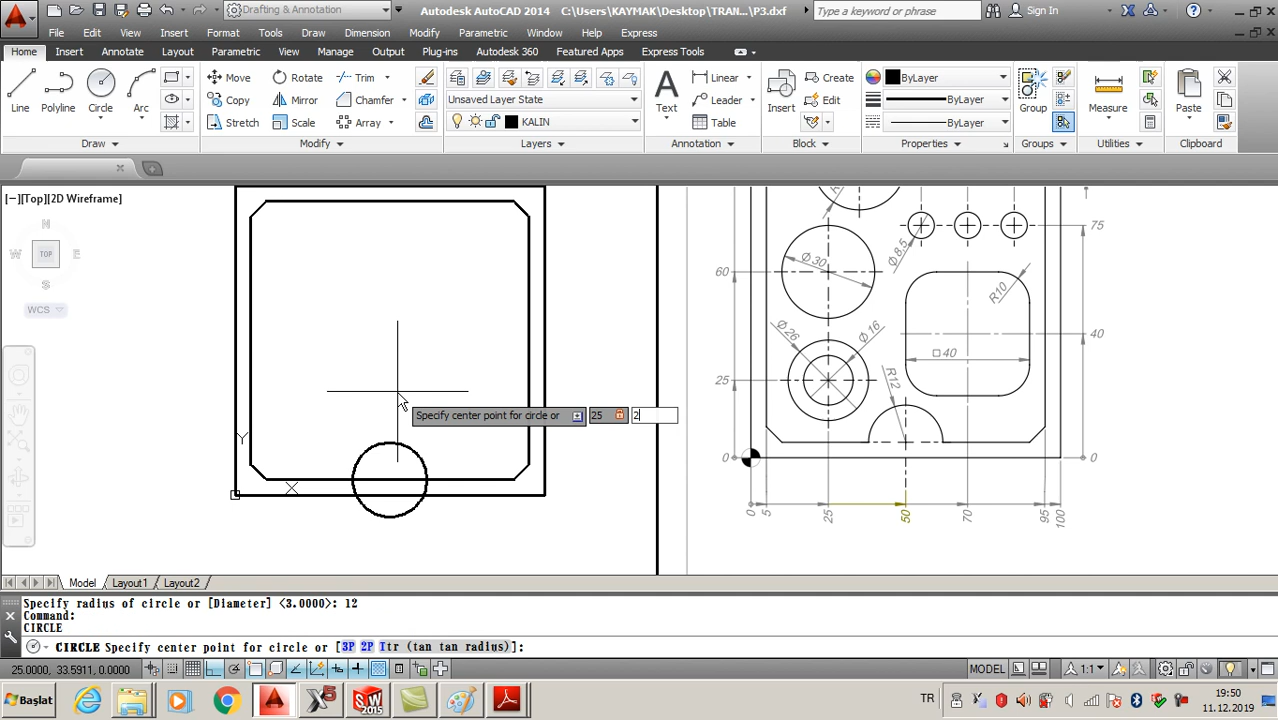 Drafting & Annotation
Autodesk AutoCAD 2014 C:\Users\KAYMAK\Desktop\TRAN...\P3.dxf
Type a keyword or phrase
Sign In
File Edit View Insert Format Tools Draw Dimension Modify Parametric Window Help Express
Home Insert Annotate Layout Parametric View Manage Output Plug-ins Autodesk 360 Featured Apps Express Tools
Move Rotate Trim
Copy Mirror Chamfer
Stretch Scale Array
Line Polyline Circle Arc
Unsaved Layer State
KALIN
Text
Linear
Leader
Table
Insert
Create
Edit
ByLayer
ByLayer
ByLayer
Group
Measure
Paste
Draw Modify Layers Annotation Block Properties Groups Utilities Clipboard
[−][Top][2D Wireframe]
N
W TOP E
S
WCS
Y
X
Specify center point for circle or 25 2
75
Φ 8,5
Φ 30
60
R10
Φ 26
Φ 16
□ 40
40
25
R12
0
0
0 5 25 50 70 95 100
Model Layout1 Layout2
Specify radius of circle or [Diameter] <3.0000>: 12
Command:
CIRCLE
CIRCLE Specify center point for circle or [3P 2P Ttr (tan tan radius)]:
25.0000, 33.5911, 0.0000
MODEL
1:1
Başlat
TR
19:50
11.12.2019